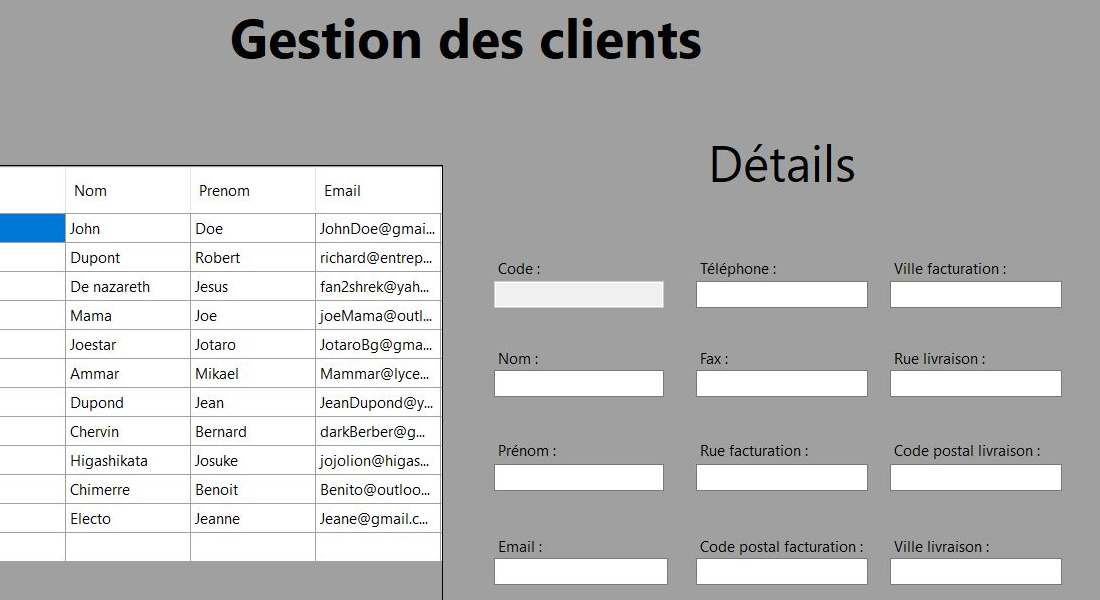 Gestion des clients
Détails
Nom Prenom Email
John Doe JohnDoe@gmai...
Dupont Robert richard@entrep...
De nazareth Jesus fan2shrek@yah...
Mama Joe joeMama@outl...
Joestar Jotaro JotaroBg@gma...
Ammar Mikael Mammar@lyce...
Dupond Jean JeanDupond@y...
Chervin Bernard darkBerber@g...
Higashikata Josuke jojolion@higas...
Chimerre Benoit Benito@outloo...
Electo Jeanne Jeane@gmail.c...
Code : Téléphone : Ville facturation :
Nom : Fax : Rue livraison :
Prénom : Rue facturation : Code postal livraison :
Email : Code postal facturation : Ville livraison :